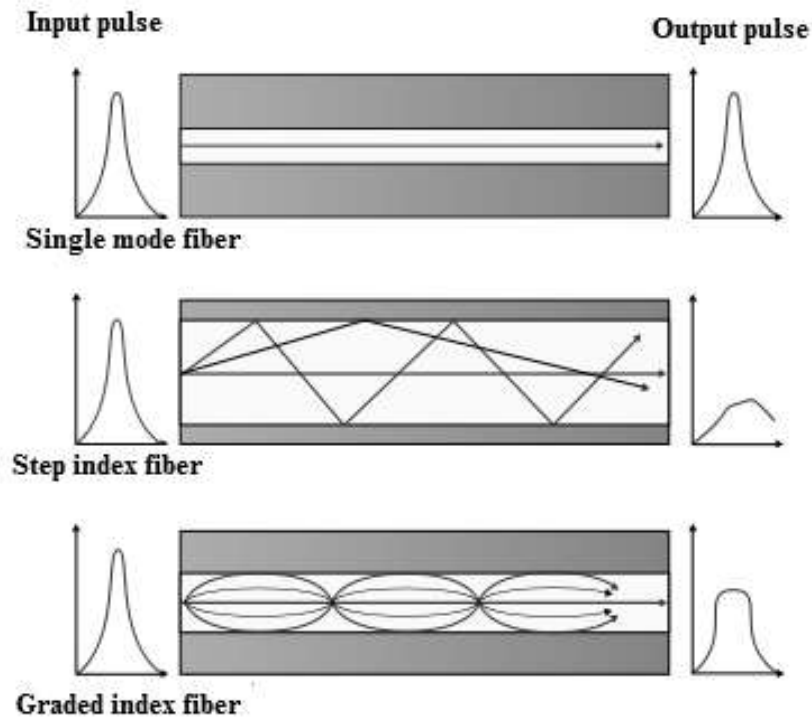 Input pulse
Output pulse
Single mode fiber
Step index fiber
Graded index fiber